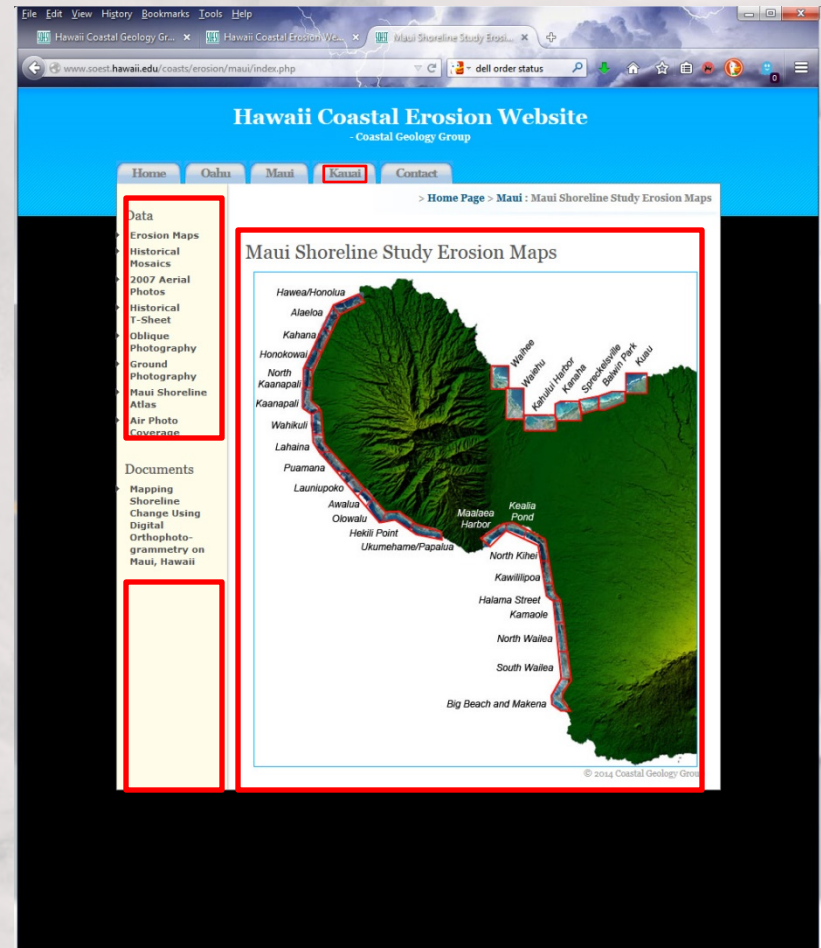 File Edit View History Bookmarks Tools Help
Hawaii Coastal Geology Gr... ×
Hawaii Coastal Erosion We... ×
Maui Shoreline Study Erosi... ×
www.soest.hawaii.edu/coasts/erosion/maui/index.php
dell order status
0
Hawaii Coastal Erosion Website
- Coastal Geology Group
Home Oahu Maui Kauai Contact
> Home Page > Maui : Maui Shoreline Study Erosion Maps
Data
Erosion Maps
Historical
Mosaics
2007 Aerial
Photos
Historical
T-Sheet
Oblique
Photography
Ground
Photography
Maui Shoreline
Atlas
Air Photo
Coverage
Documents
Mapping
Shoreline
Change Using
Digital
Orthophoto-
grammetry on
Maui, Hawaii
Maui Shoreline Study Erosion Maps
Hawea/Honolua
Alaeloa
Kahana
Honokowai
North
Kaanapali
Kaanapali
Wahikuli
Lahaina
Puamana
Launiupoko
Awalua
Olowalu
Hekili Point
Ukumehame/Papalua
Waihee
Waiehu
Kahului Harbor
Kanaha
Spreckelsville
Balwin Park
Kuau
Maalaea
Harbor
Kealia
Pond
North Kihei
Kawililipoa
Halama Street
Kamaole
North Wailea
South Wailea
Big Beach and Makena
© 2014 Coastal Geology Group